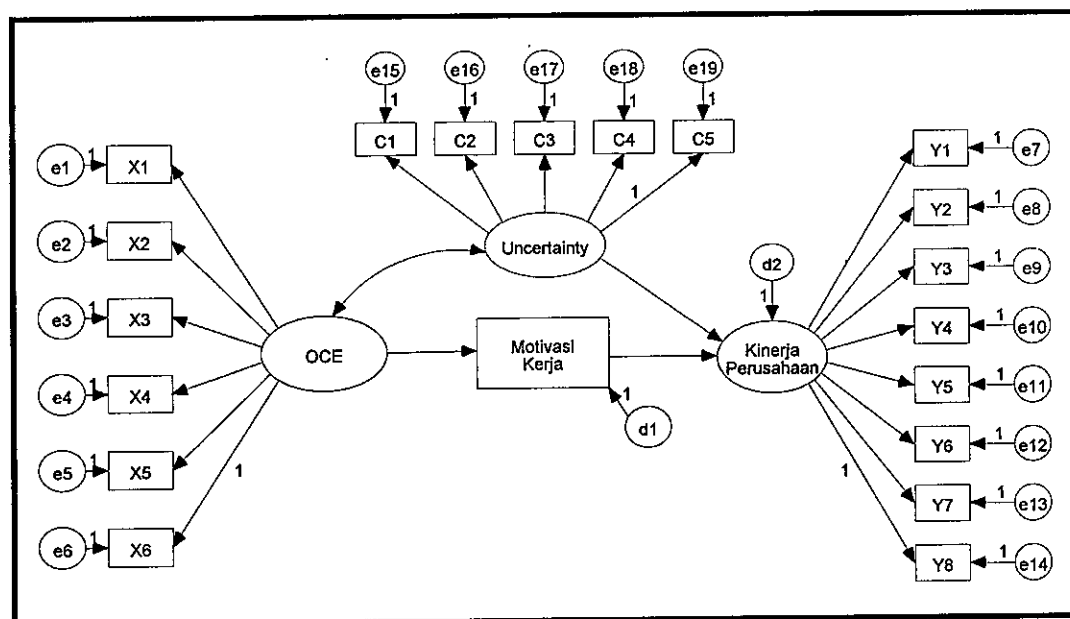 e15 e16 e17 e18 e19
1 1 1 1 1
C1 C2 C3 C4 C5
e1 1 X1
e2 1 X2
e3 1 X3
e4 1 X4
e5 1 X5
e6 1 X6
1
OCE
1
Uncertainty
Motivasi
Kerja
1
d1
d2
1
Kinerja
Perusahaan
1
Y1 1 e7
Y2 1 e8
Y3 1 e9
Y4 1 e10
Y5 1 e11
Y6 1 e12
Y7 1 e13
Y8 1 e14